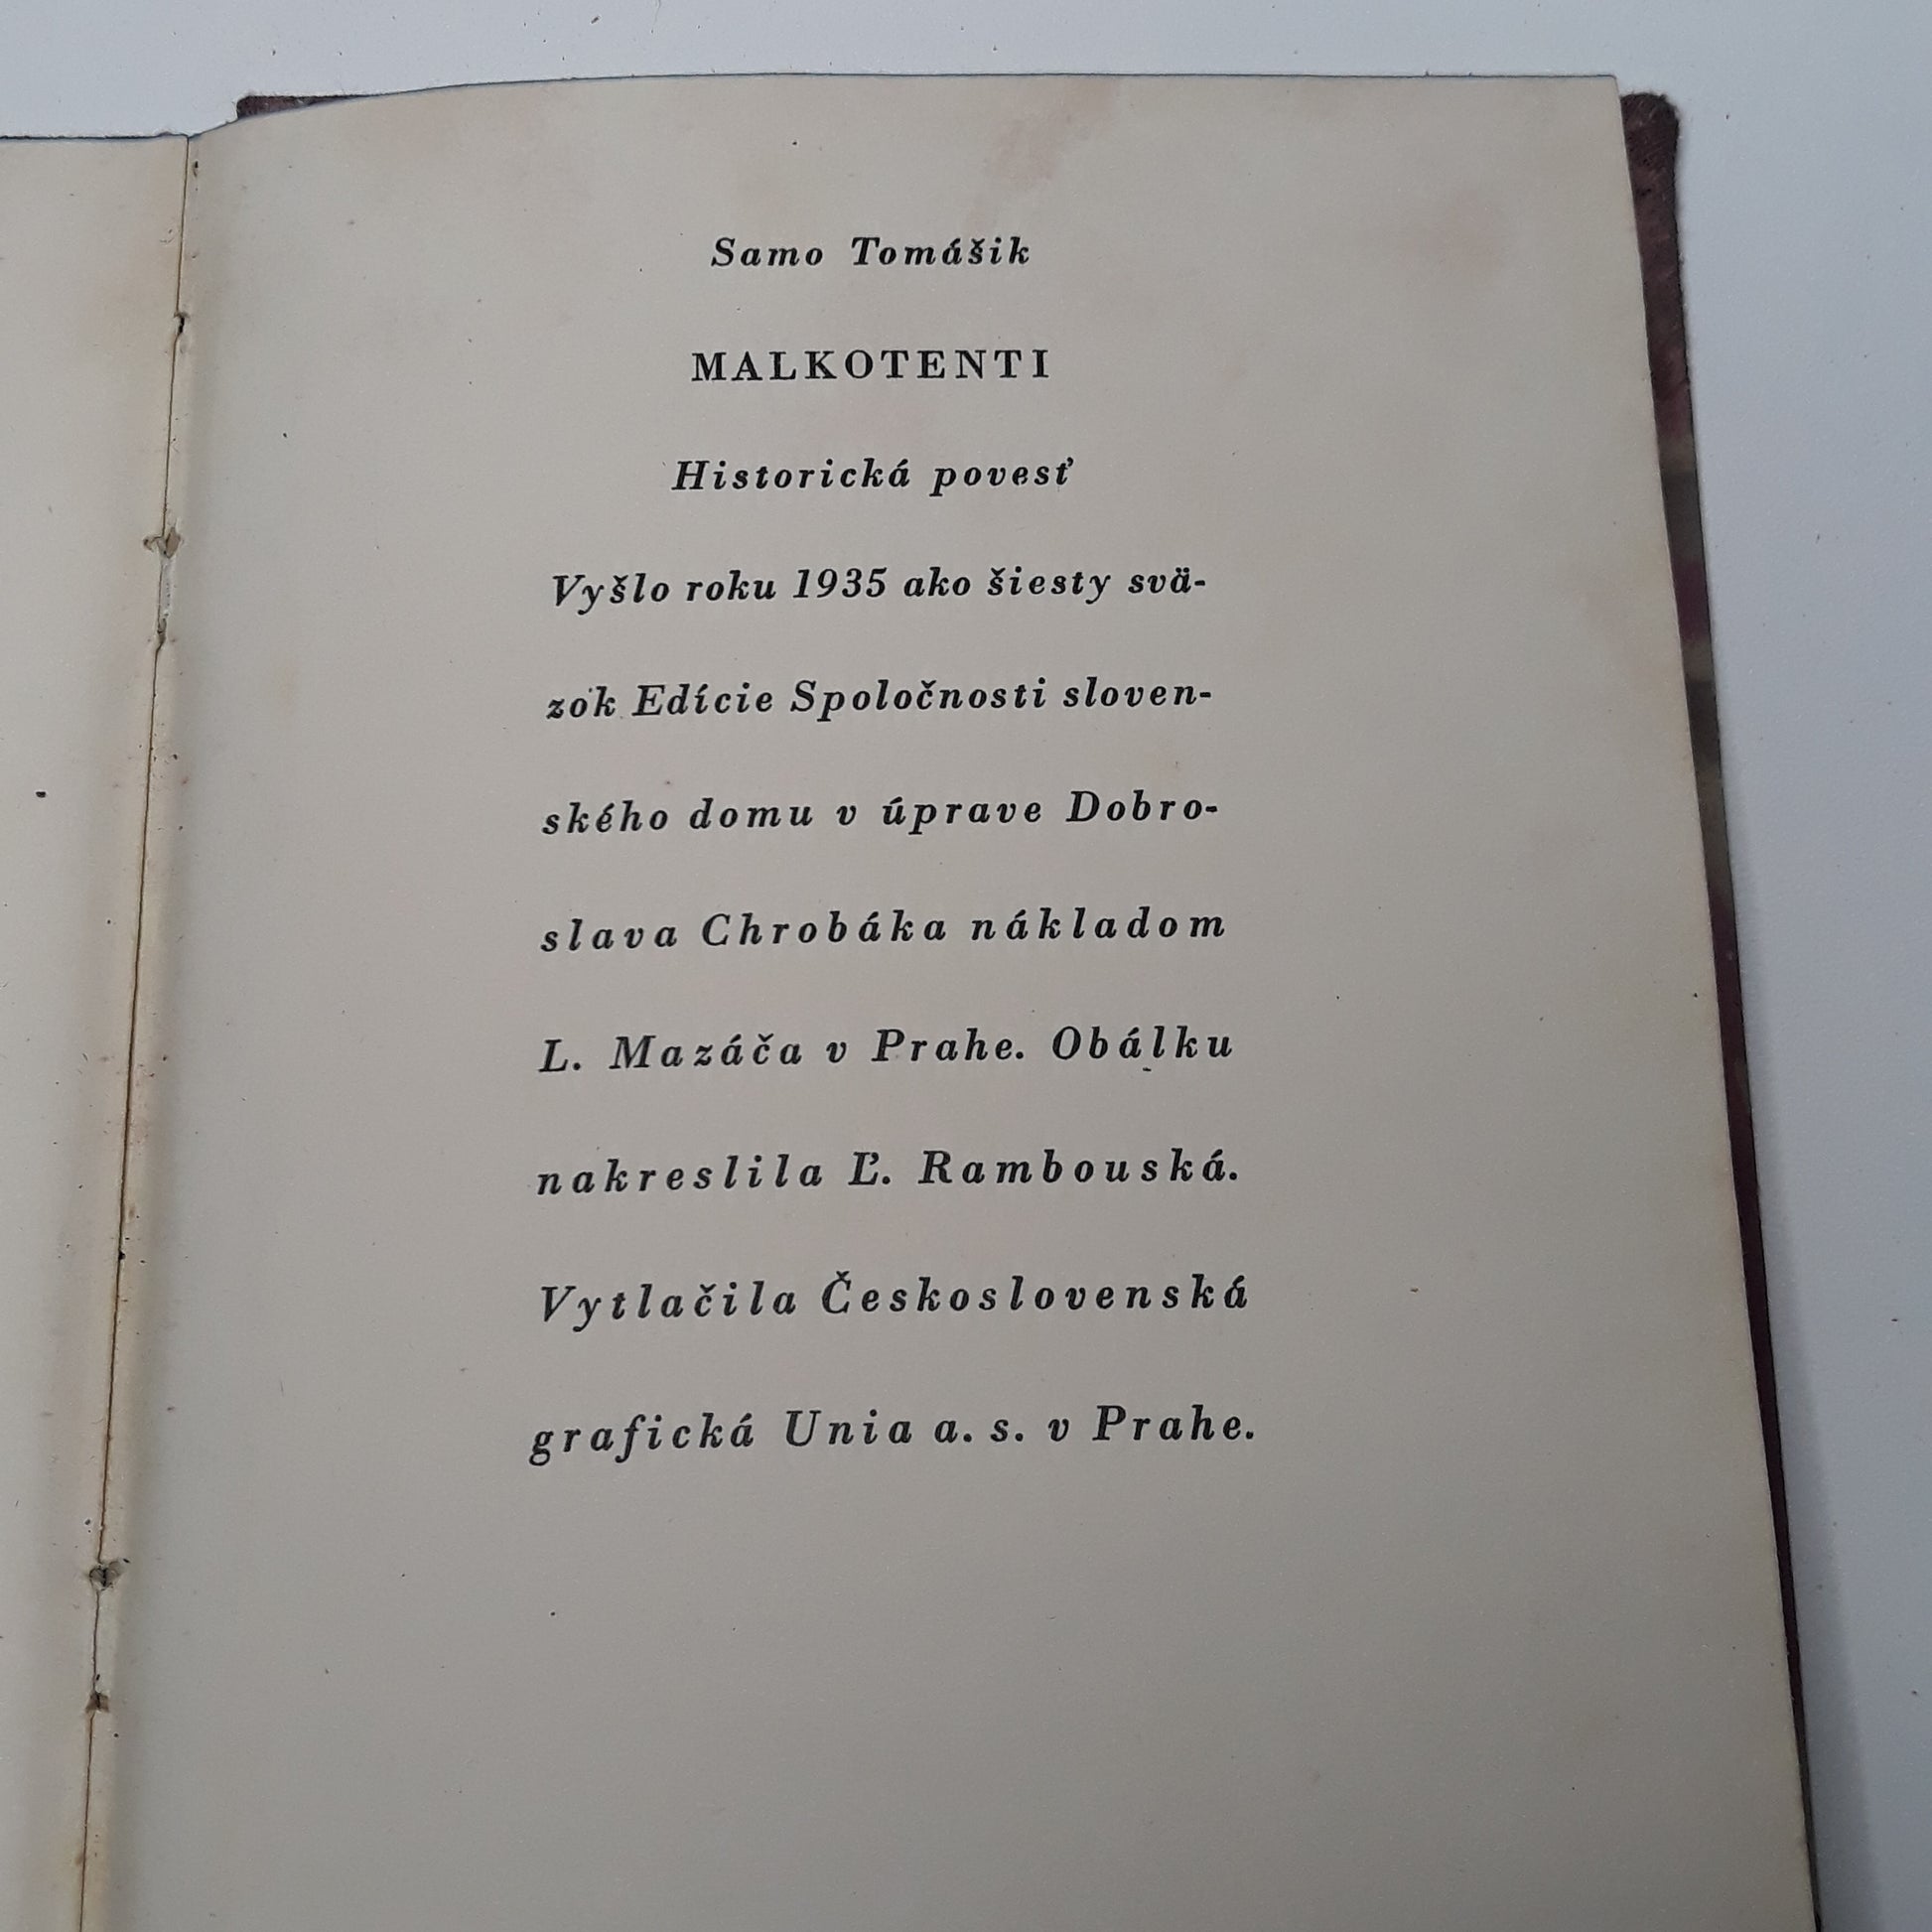 Samo Tomášik
MALKOTENTI
Historická povesť
Vyšlo roku 1935 ako šiesty svä-
zok Edície Spoločnosti sloven-
ského domu v úprave Dobro-
slava Chrobáka nákladom
L. Mazáča v Prahe. Obálku
nakreslila Ľ. Rambouská.
Vytlačila Československá
grafická Unia a. s. v Prahe.